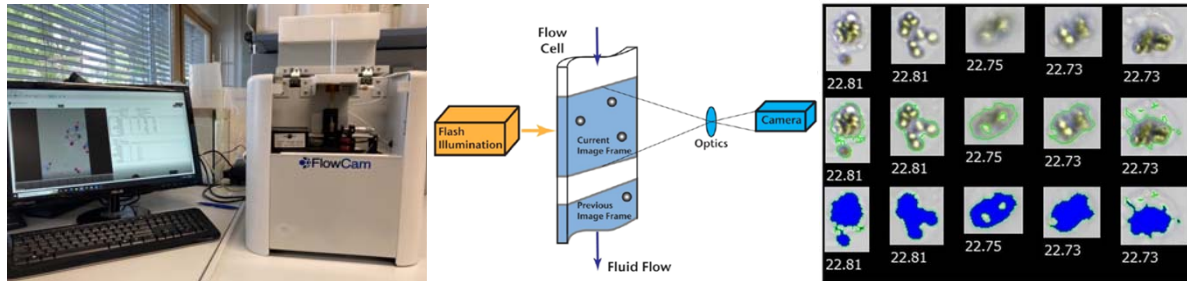 FlowCam
ASUS
Flow
Cell
Flash
Illumination
Current
Image Frame
Optics
Camera
Previous
Image Frame
Fluid Flow
22.81
22.81
22.75
22.73
22.73
22.81
22.81
22.75
22.73
22.73
22.81
22.81
22.75
22.73
22.73